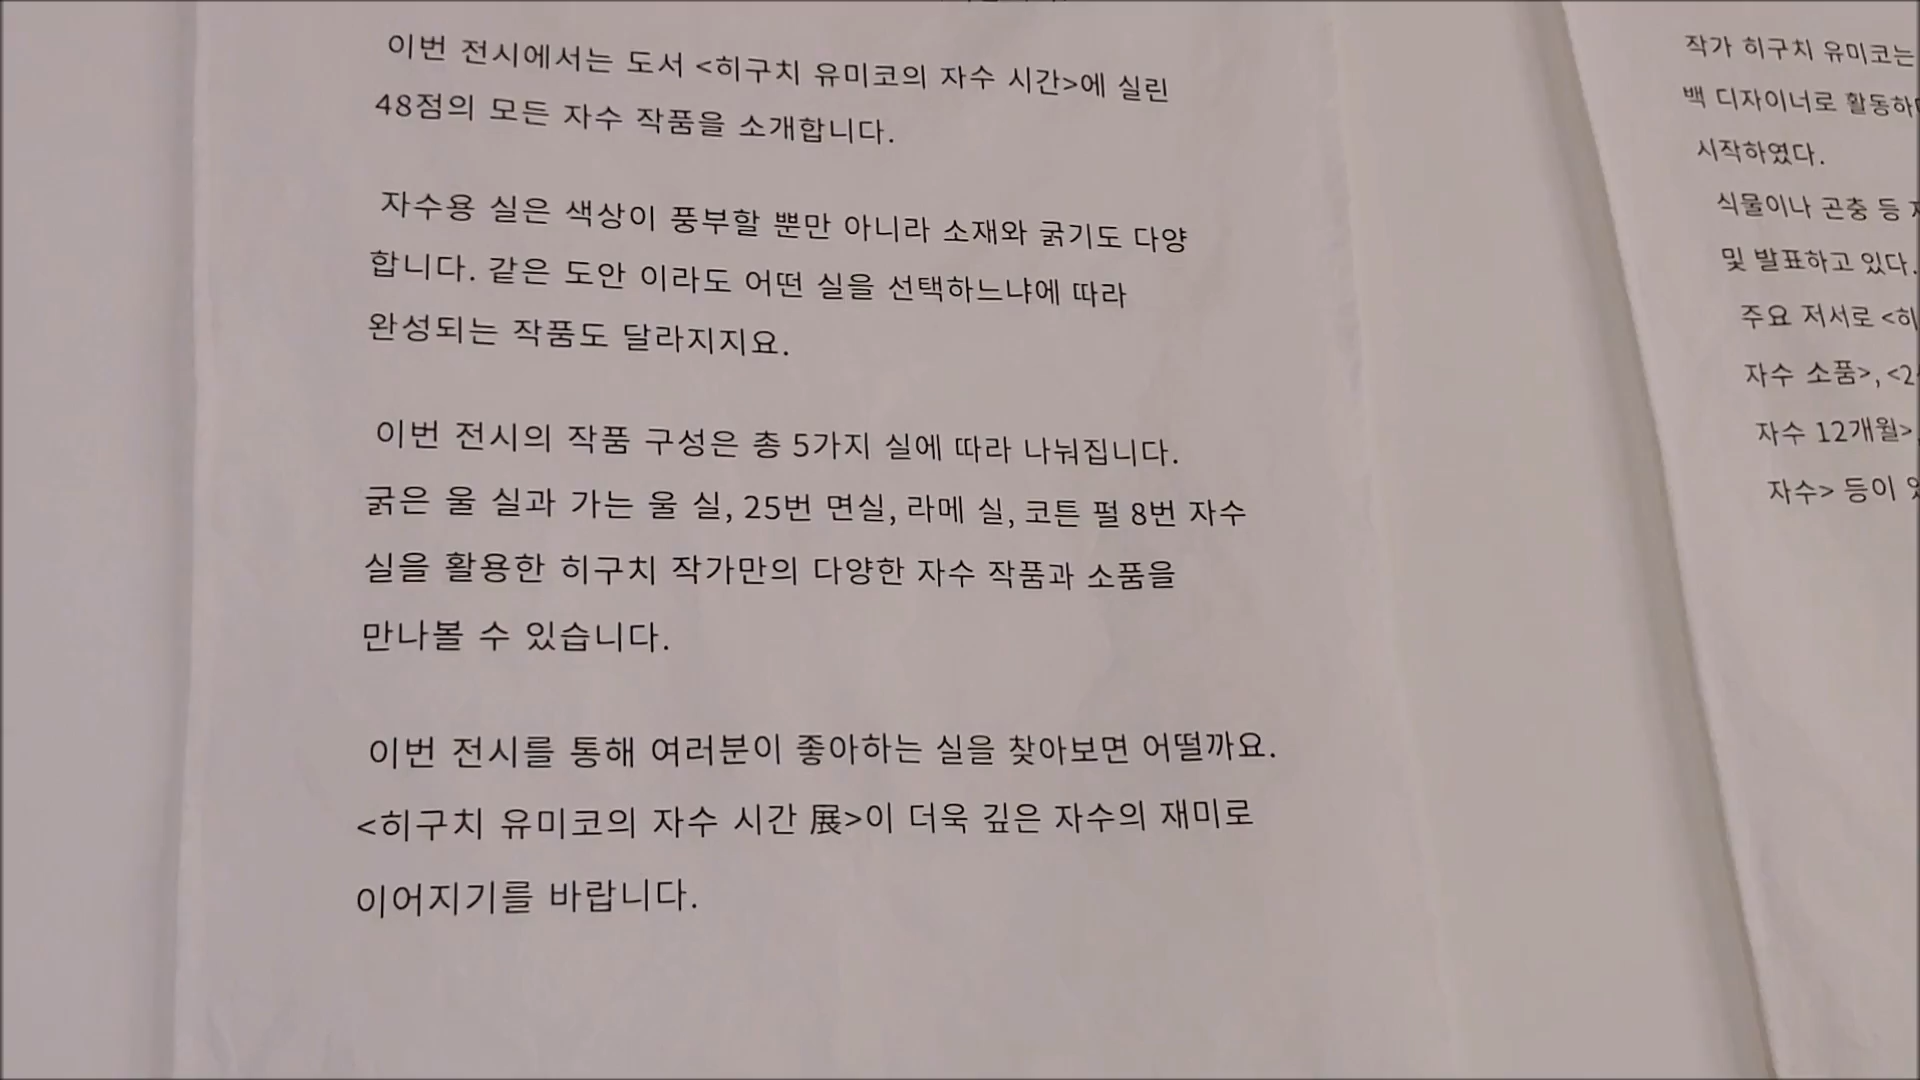 이번 전시에서는 도서 <히구치 유미코의 자수 시간>에 실린
48점의 모든 자수 작품을 소개합니다.
자수용 실은 색상이 풍부할 뿐만 아니라 소재와 굵기도 다양
합니다. 같은 도안 이라도 어떤 실을 선택하느냐에 따라
완성되는 작품도 달라지지요.
이번 전시의 작품 구성은 총 5가지 실에 따라 나눠집니다.
굵은 울 실과 가는 울 실, 25번 면실, 라메 실, 코튼 펄 8번 자수
실을 활용한 히구치 작가만의 다양한 자수 작품과 소품을
만나볼 수 있습니다.
이번 전시를 통해 여러분이 좋아하는 실을 찾아보면 어떨까요.
<히구치 유미코의 자수 시간 展>이 더욱 깊은 자수의 재미로
이어지기를 바랍니다.
작가 히구치 유미코는
백 디자이너로
시작하였다.
식물이나 곤충 등
및 발표하고 있다.
주요 저서로
자수 소품>,
자수 12개월>
자수> 등이